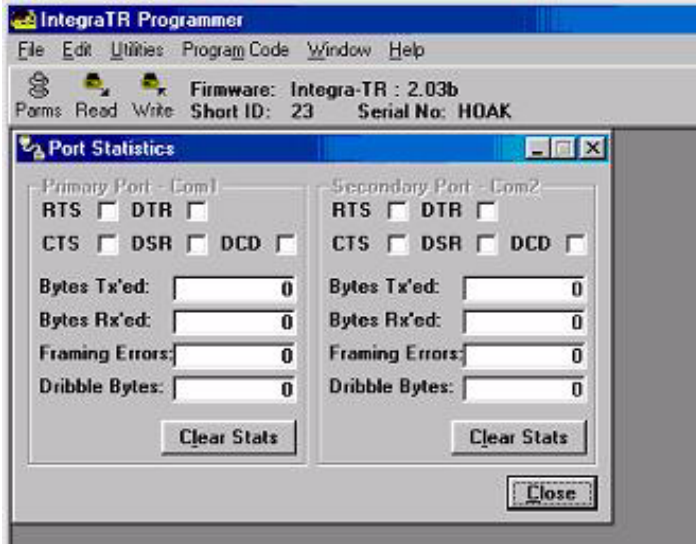 IntegraTR Programmer
File Edit Utilities Program Code Window Help
Parms Read Write
Firmware: Integra-TR : 2.03b
Short ID: 23 Serial No: HOAK
Port Statistics
Primary Port - Com1
RTS DTR
CTS DSR DCD
Bytes Tx'ed: 0
Bytes Rx'ed: 0
Framing Errors: 0
Dribble Bytes: 0
Clear Stats
Secondary Port - Com2
RTS DTR
CTS DSR DCD
Bytes Tx'ed: 0
Bytes Rx'ed: 0
Framing Errors: 0
Dribble Bytes: 0
Clear Stats
Close